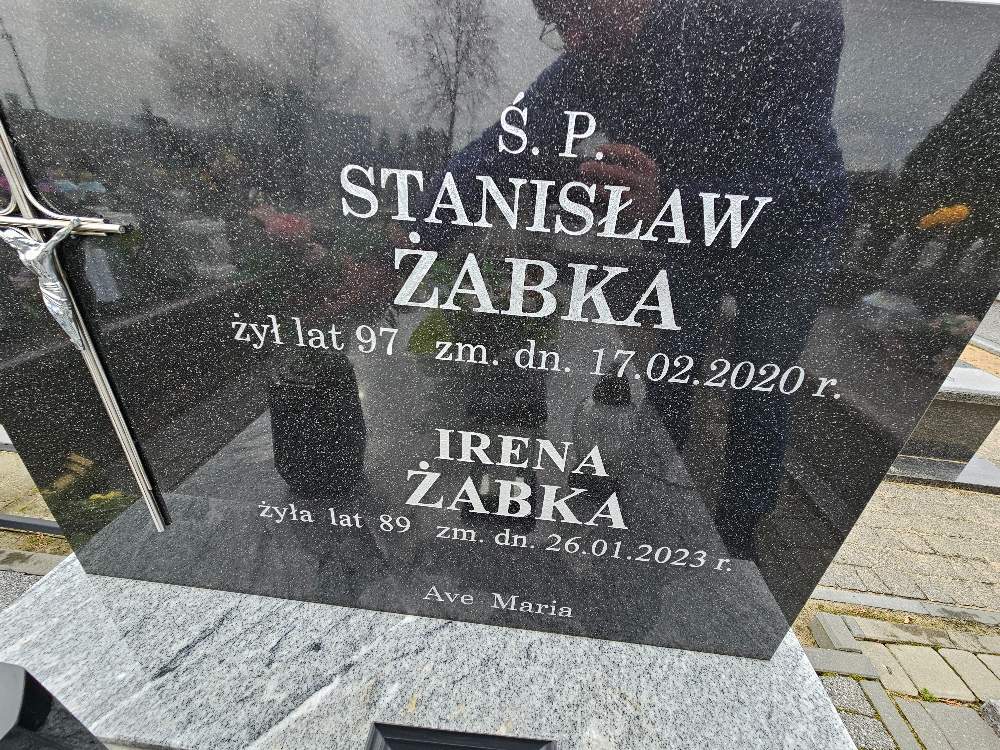 Ś. P.
STANISŁAW
ŻABKA
żył lat 97 zm. dn. 17.02.2020 r.
IRENA
ŻABKA
żyła lat 89 zm. dn. 26.01.2023 r.
Ave Maria